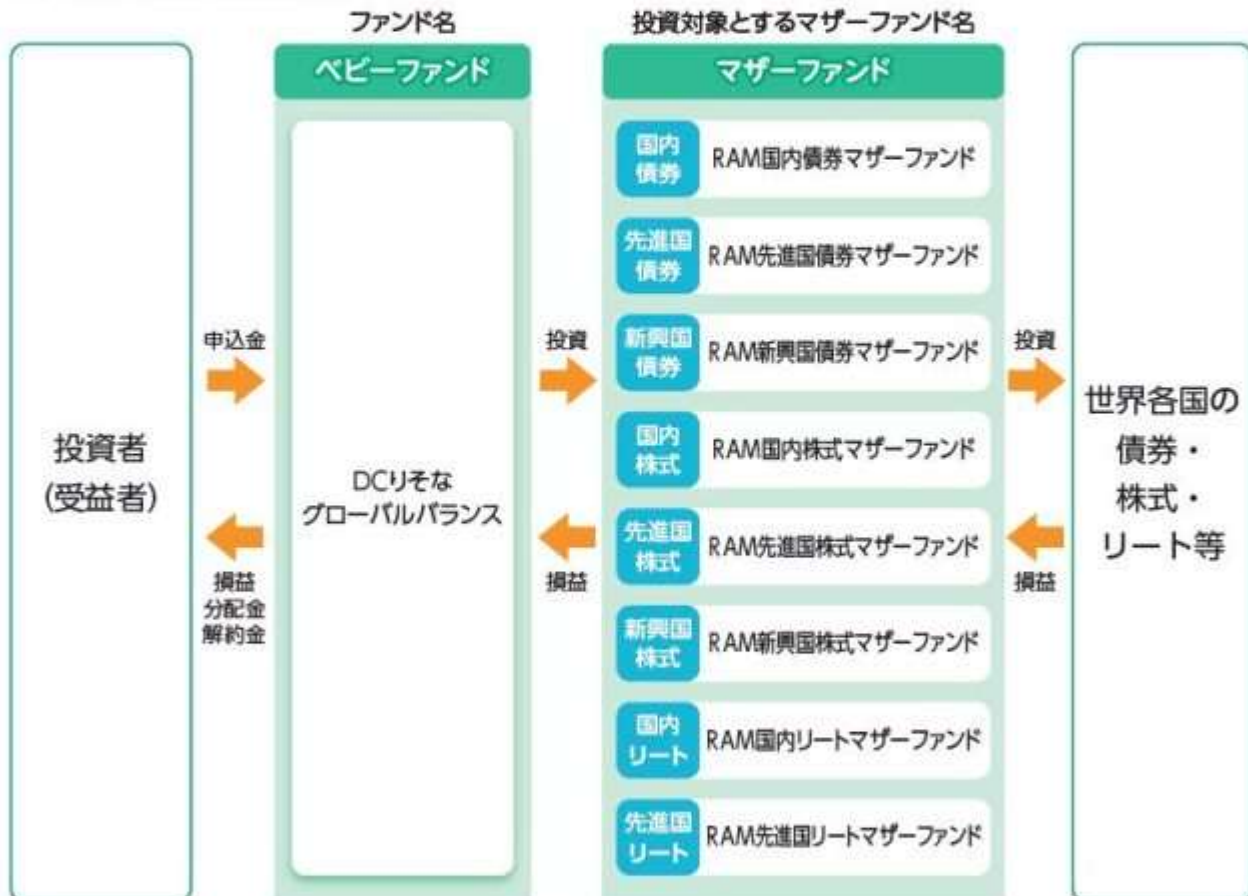 ファンド名
投資対象とするマザーファンド名
ベビーファンド
マザーファンド
投資者
(受益者)
申込金
損益
分配金
解約金
DCりそな
グローバルバランス
投資
損益
国内
債券
RAM国内債券マザーファンド
先進国
債券
RAM先進国債券マザーファンド
新興国
債券
RAM新興国債券マザーファンド
国内
株式
RAM国内株式マザーファンド
先進国
株式
RAM先進国株式マザーファンド
新興国
株式
RAM新興国株式マザーファンド
国内
リート
RAM国内リートマザーファンド
先進国
リート
RAM先進国リートマザーファンド
投資
損益
世界各国の
債券・
株式・
リート等